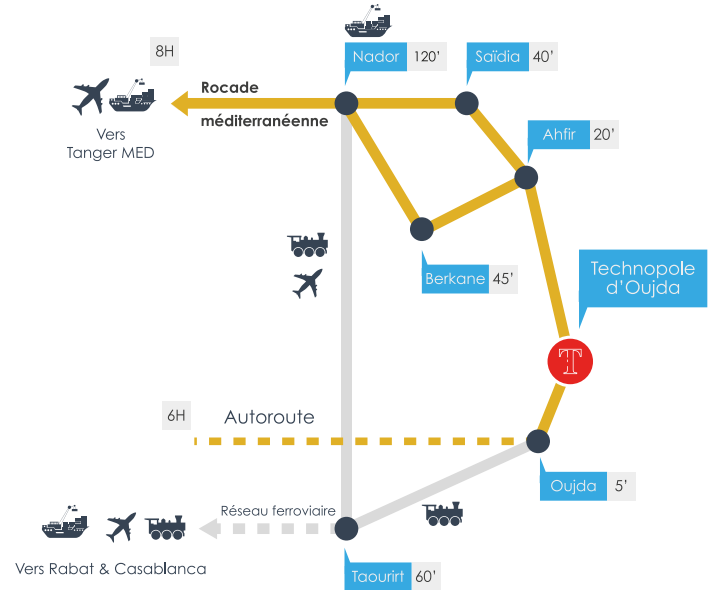 8H
Nador 120’
Saïdia 40’
Rocade
méditerranéenne
Vers
Tanger MED
Ahfir 20’
Berkane 45’
Technopole
d’Oujda
T
6H
Autoroute
Oujda 5’
Réseau ferroviaire
Vers Rabat & Casablanca
Taourirt 60’